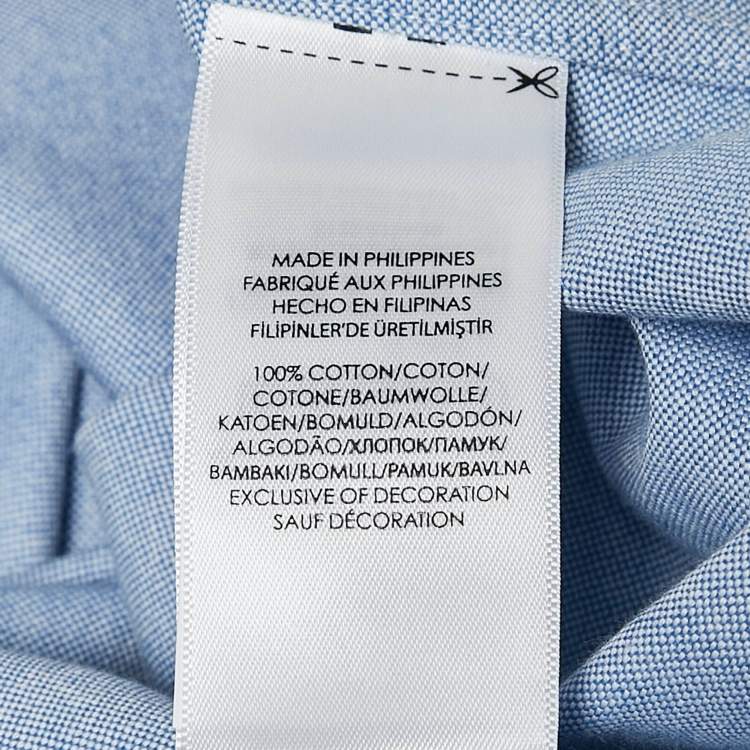 MADE IN PHILIPPINES
FABRIQUÉ AUX PHILIPPINES
HECHO EN FILIPINAS
FİLİPİNLER'DE ÜRETİLMİŞTİR
100% COTTON/COTON/
COTONE/BAUMWOLLE/
KATOEN/BOMULD/ALGODÓN/
ALGODÃO/ХЛОПОК/ПАМУК/
BAMBAKI/BOMULL/PAMUK/BAVLNA
EXCLUSIVE OF DECORATION
SAUF DÉCORATION